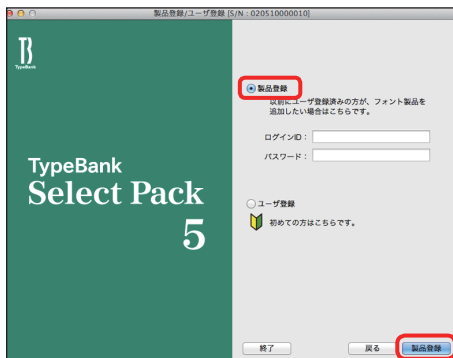 製品登録/ユーザ登録 [S/N : 020510000010]
TB
TypeBank
TypeBank
Select Pack
5
製品登録
以前にユーザ登録済みの方が、フォント製品を
追加したい場合はこちらです。
ログインID：
パスワード：
ユーザ登録
初めての方はこちらです。
終了
戻る
製品登録